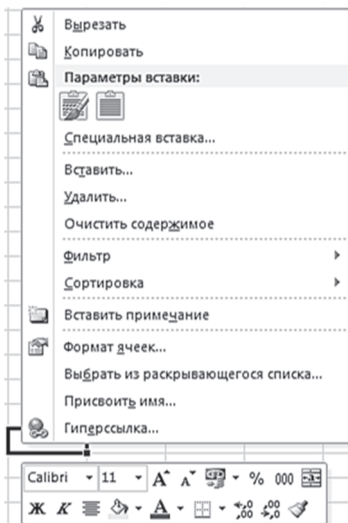 Вырезать
Копировать
Параметры вставки:
Специальная вставка...
Вставить...
Удалить...
Очистить содержимое
Фильтр
Сортировка
Вставить примечание
Формат ячеек...
Выбрать из раскрывающегося списка...
Присвоить имя...
Гиперссылка...
Calibri 11 A A % 000
Ж К А ,0 ,00 ,00 ,0